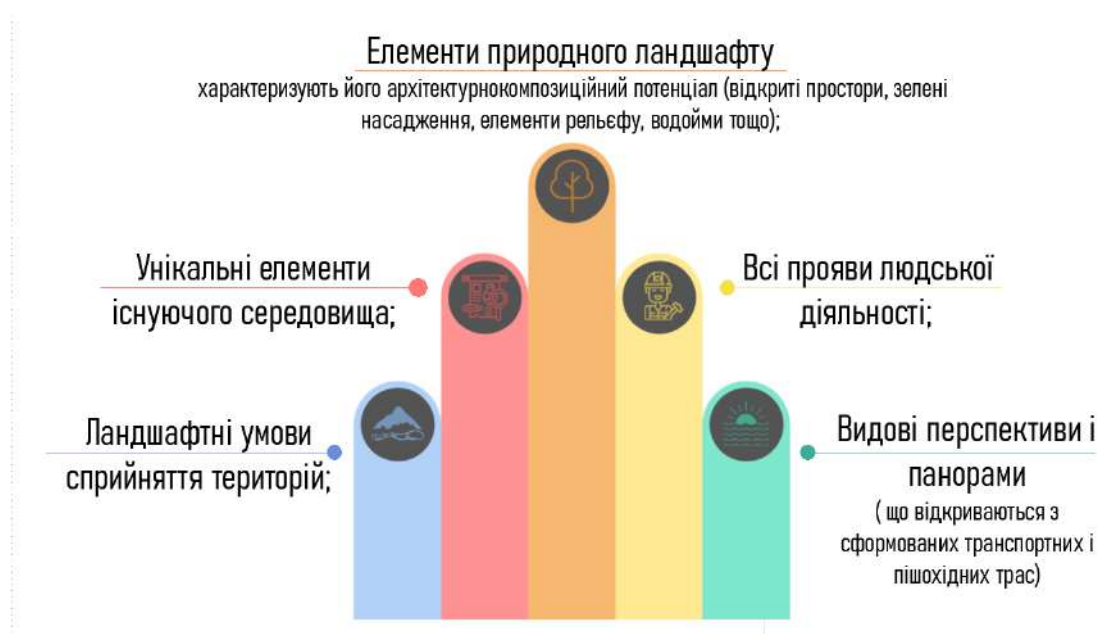 Елементи природного ландшафту
характеризують його архітектурнокомпозиційний потенціал (відкриті простори, зелені
насадження, елементи рельєфу, водойми тощо);
Унікальні елементи
існуючого середовища;
Всі прояви людської
діяльності;
Ландшафтні умови
сприйняття територій;
Видові перспективи і
панорами
( що відкриваються з
сформованих транспортних і
пішохідних трас)